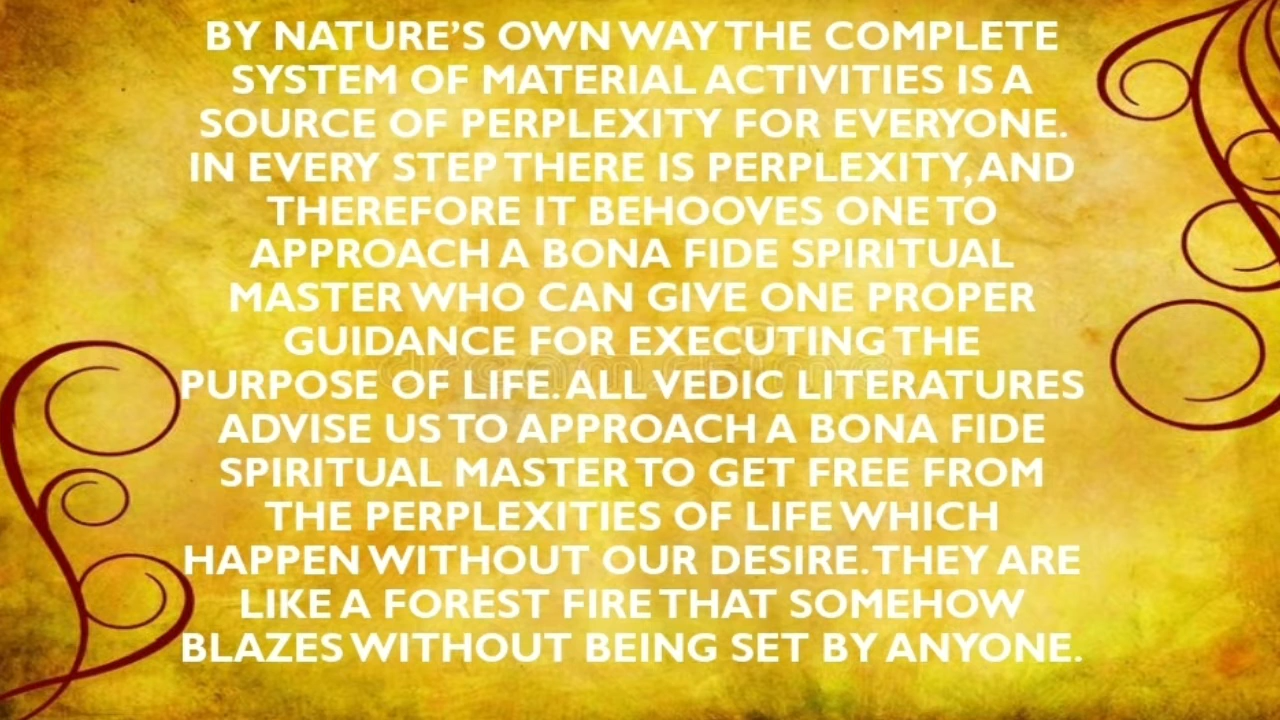 BY NATURE’S OWN WAY THE COMPLETE
SYSTEM OF MATERIAL ACTIVITIES IS A
SOURCE OF PERPLEXITY FOR EVERYONE.
IN EVERY STEP THERE IS PERPLEXITY, AND
THEREFORE IT BEHOOVES ONE TO
APPROACH A BONA FIDE SPIRITUAL
MASTER WHO CAN GIVE ONE PROPER
GUIDANCE FOR EXECUTING THE
PURPOSE OF LIFE. ALL VEDIC LITERATURES
ADVISE US TO APPROACH A BONA FIDE
SPIRITUAL MASTER TO GET FREE FROM
THE PERPLEXITIES OF LIFE WHICH
HAPPEN WITHOUT OUR DESIRE. THEY ARE
LIKE A FOREST FIRE THAT SOMEHOW
BLAZES WITHOUT BEING SET BY ANYONE.